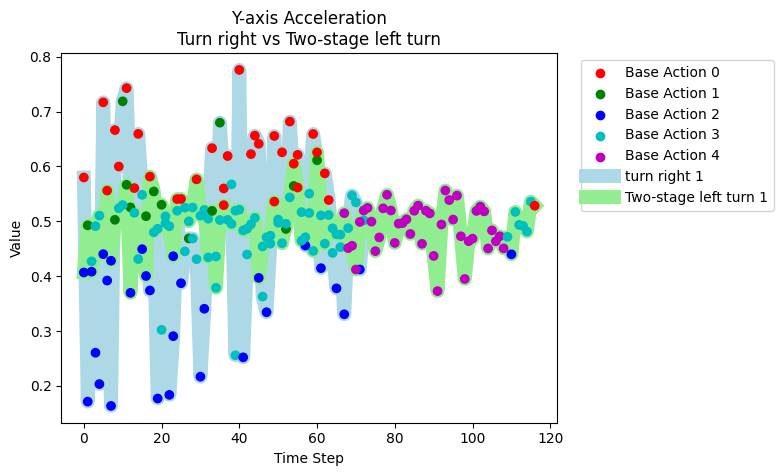 Y-axis Acceleration
Turn right vs Two-stage left turn
Value
0.8
0.7
0.6
0.5
0.4
0.3
0.2
0
20
40
60
80
100
120
Time Step
Base Action 0
Base Action 1
Base Action 2
Base Action 3
Base Action 4
turn right 1
Two-stage left turn 1